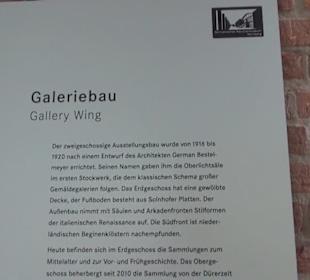 Galeriebau
Gallery Wing
Der zweigeschossige Ausstellungsbau wurde von 1916 bis
1920 nach einem Entwurf des Architekten German Bestel-
meyer errichtet. Seinen Namen gaben ihm die Oberlichtsäle
im ersten Stockwerk, die dem klassischen Schema großer
Gemäldegalerien folgen. Das Erdgeschoss hat eine gewölbte
Decke, der Fußboden besteht aus Solnhofer Platten. Der
Außenbau nimmt mit Säulen und Arkadenfronten Stilformen
der italienischen Renaissance auf. Die Südfront ist nieder-
ländischen Beginenklöstern nachempfunden.
Heute befinden sich im Erdgeschoss die Sammlungen zum
Mittelalter und zur Vor- und Frühgeschichte. Das Oberge-
schoss beherbergt seit 2010 die Sammlung von der Dürerzeit